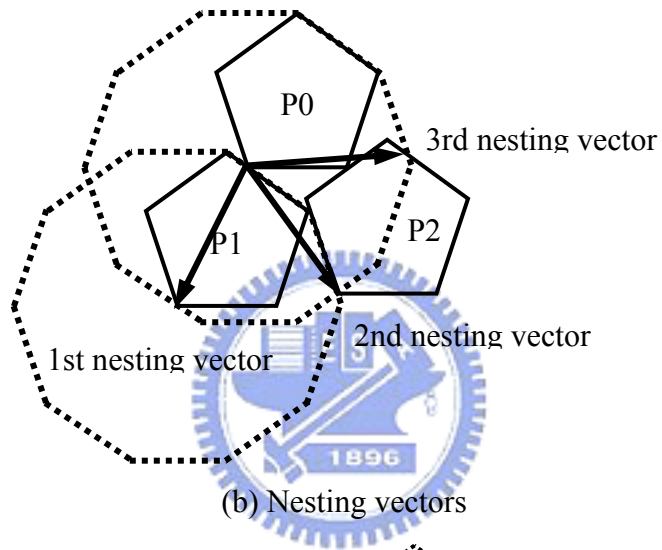 P0
3rd nesting vector
P1
P2
2nd nesting vector
1st nesting vector
1896
(b) Nesting vectors